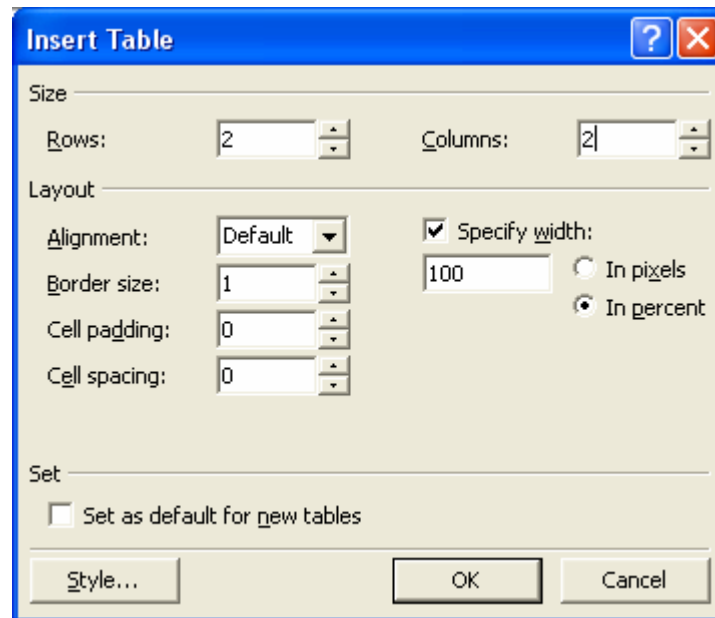 Insert Table
Size
Rows: 2 Columns: 2
Layout
Alignment: Default Specify width:
Border size: 1 100 In pixels
Cell padding: 0 In percent
Cell spacing: 0
Set
Set as default for new tables
Style... OK Cancel